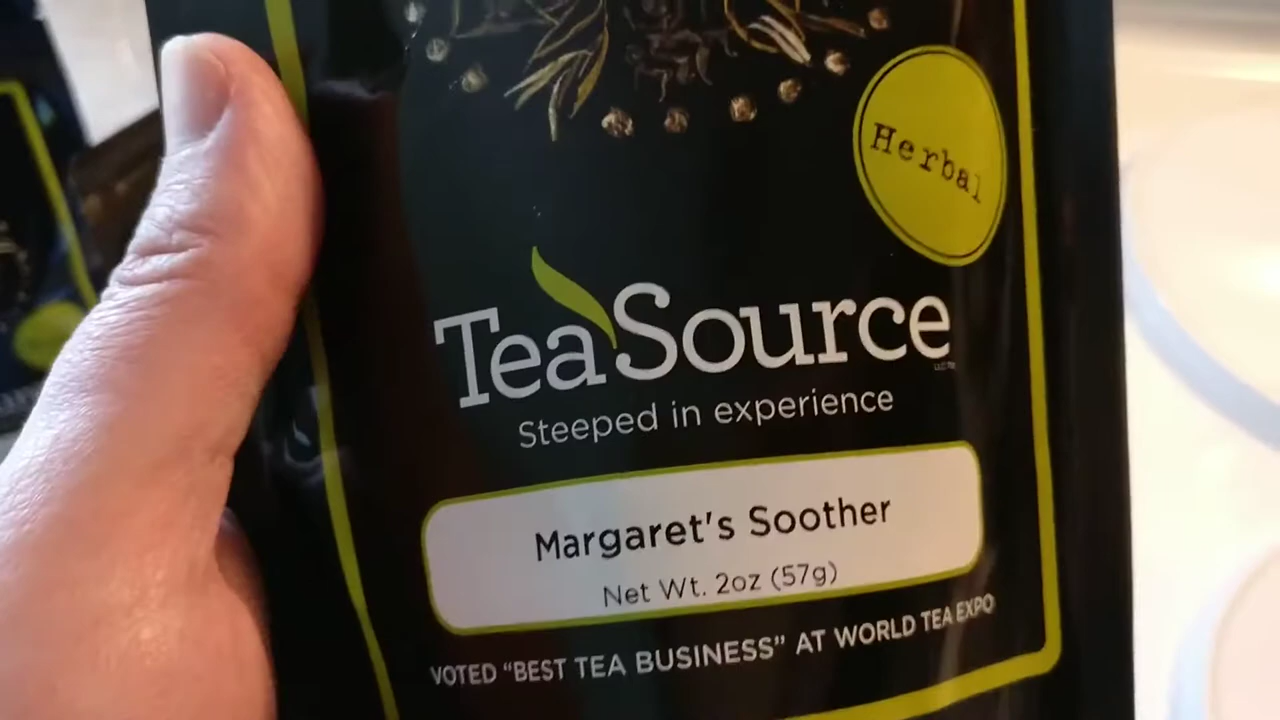 Herbal
TeaSource
Steeped in experience
Margaret's Soother
Net Wt. 2oz (57g)
VOTED “BEST TEA BUSINESS” AT WORLD TEA EXPO